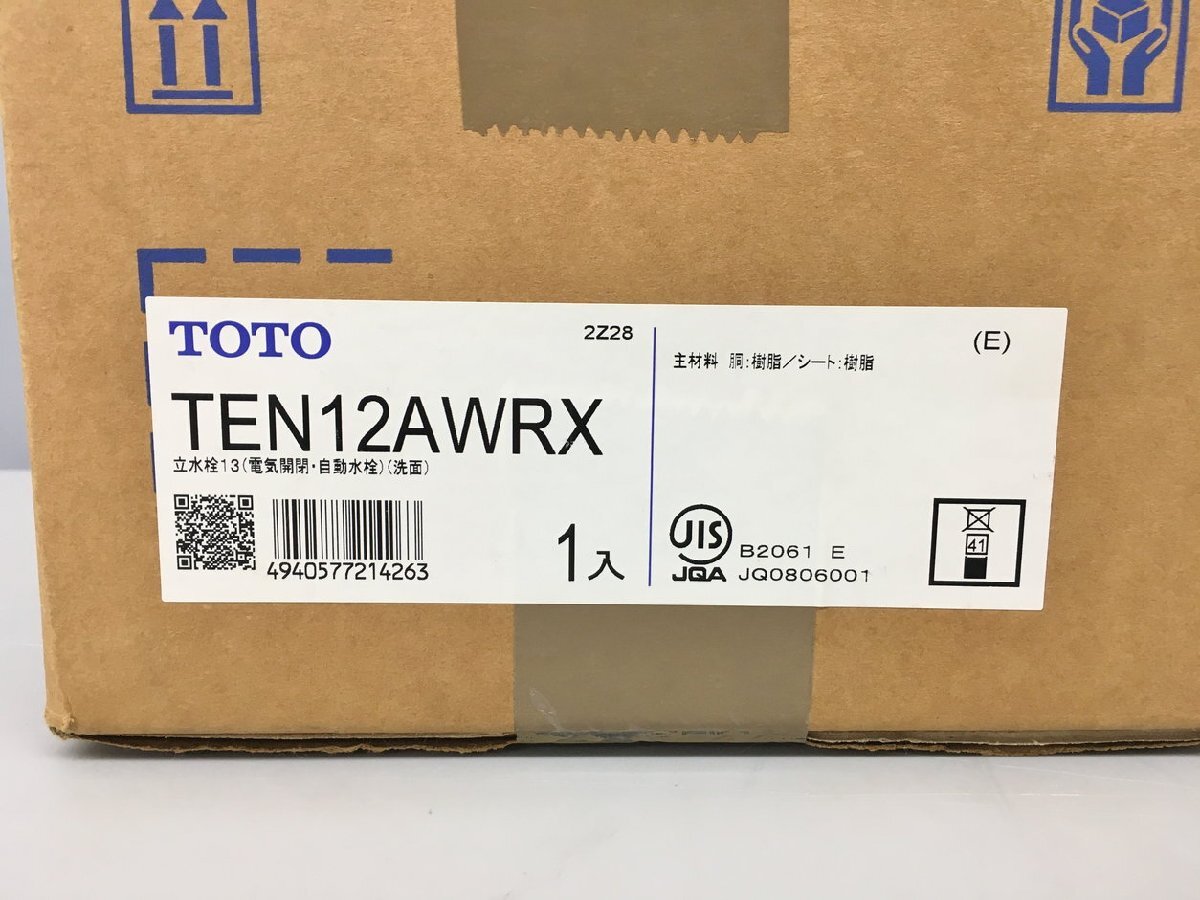 TOTO
2Z28
TEN12AWRX
立水栓13(電気開閉・自動水栓)(洗面)
4940577214263
1入
主材料 胴:樹脂/シート:樹脂
(E)
JIS
JQA
B2061 E
JQ0806001
41